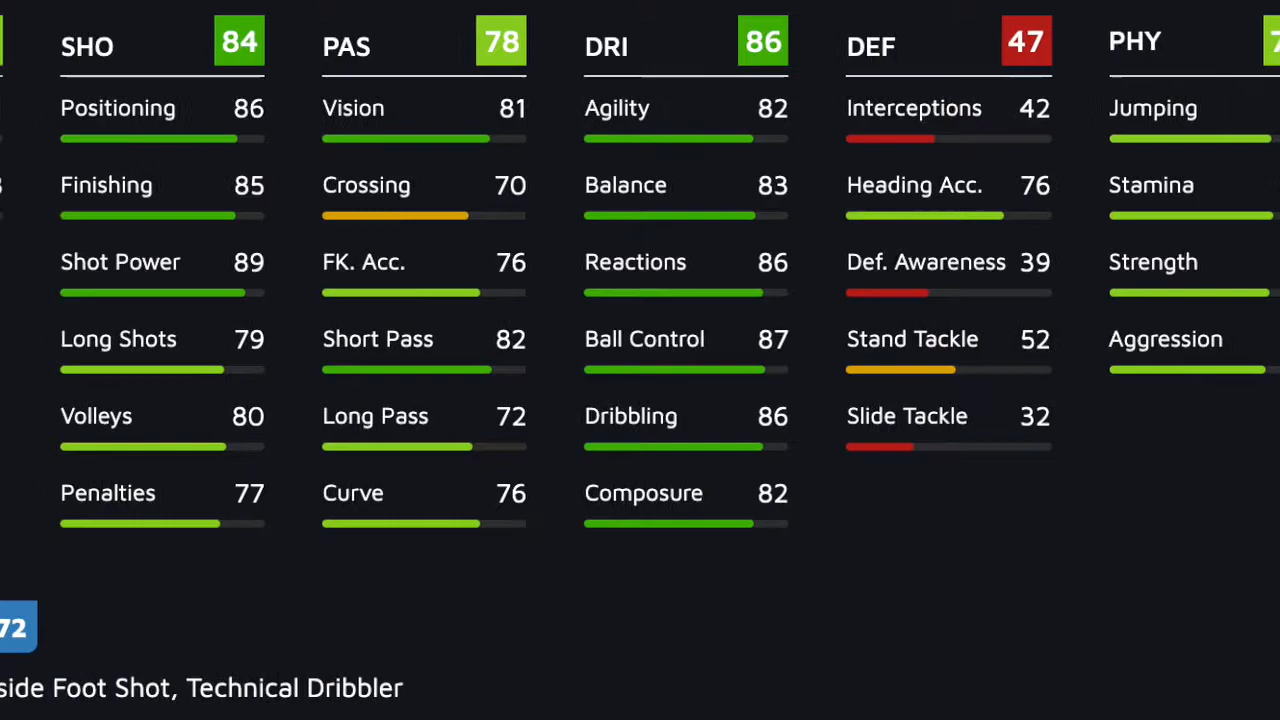 SHO 84 PAS 78 DRI 86 DEF 47 PHY 7
Positioning 86 Vision 81 Agility 82 Interceptions 42 Jumping
Finishing 85 Crossing 70 Balance 83 Heading Acc. 76 Stamina
Shot Power 89 FK. Acc. 76 Reactions 86 Def. Awareness 39 Strength
Long Shots 79 Short Pass 82 Ball Control 87 Stand Tackle 52 Aggression
Volleys 80 Long Pass 72 Dribbling 86 Slide Tackle 32
Penalties 77 Curve 76 Composure 82
72
side Foot Shot, Technical Dribbler